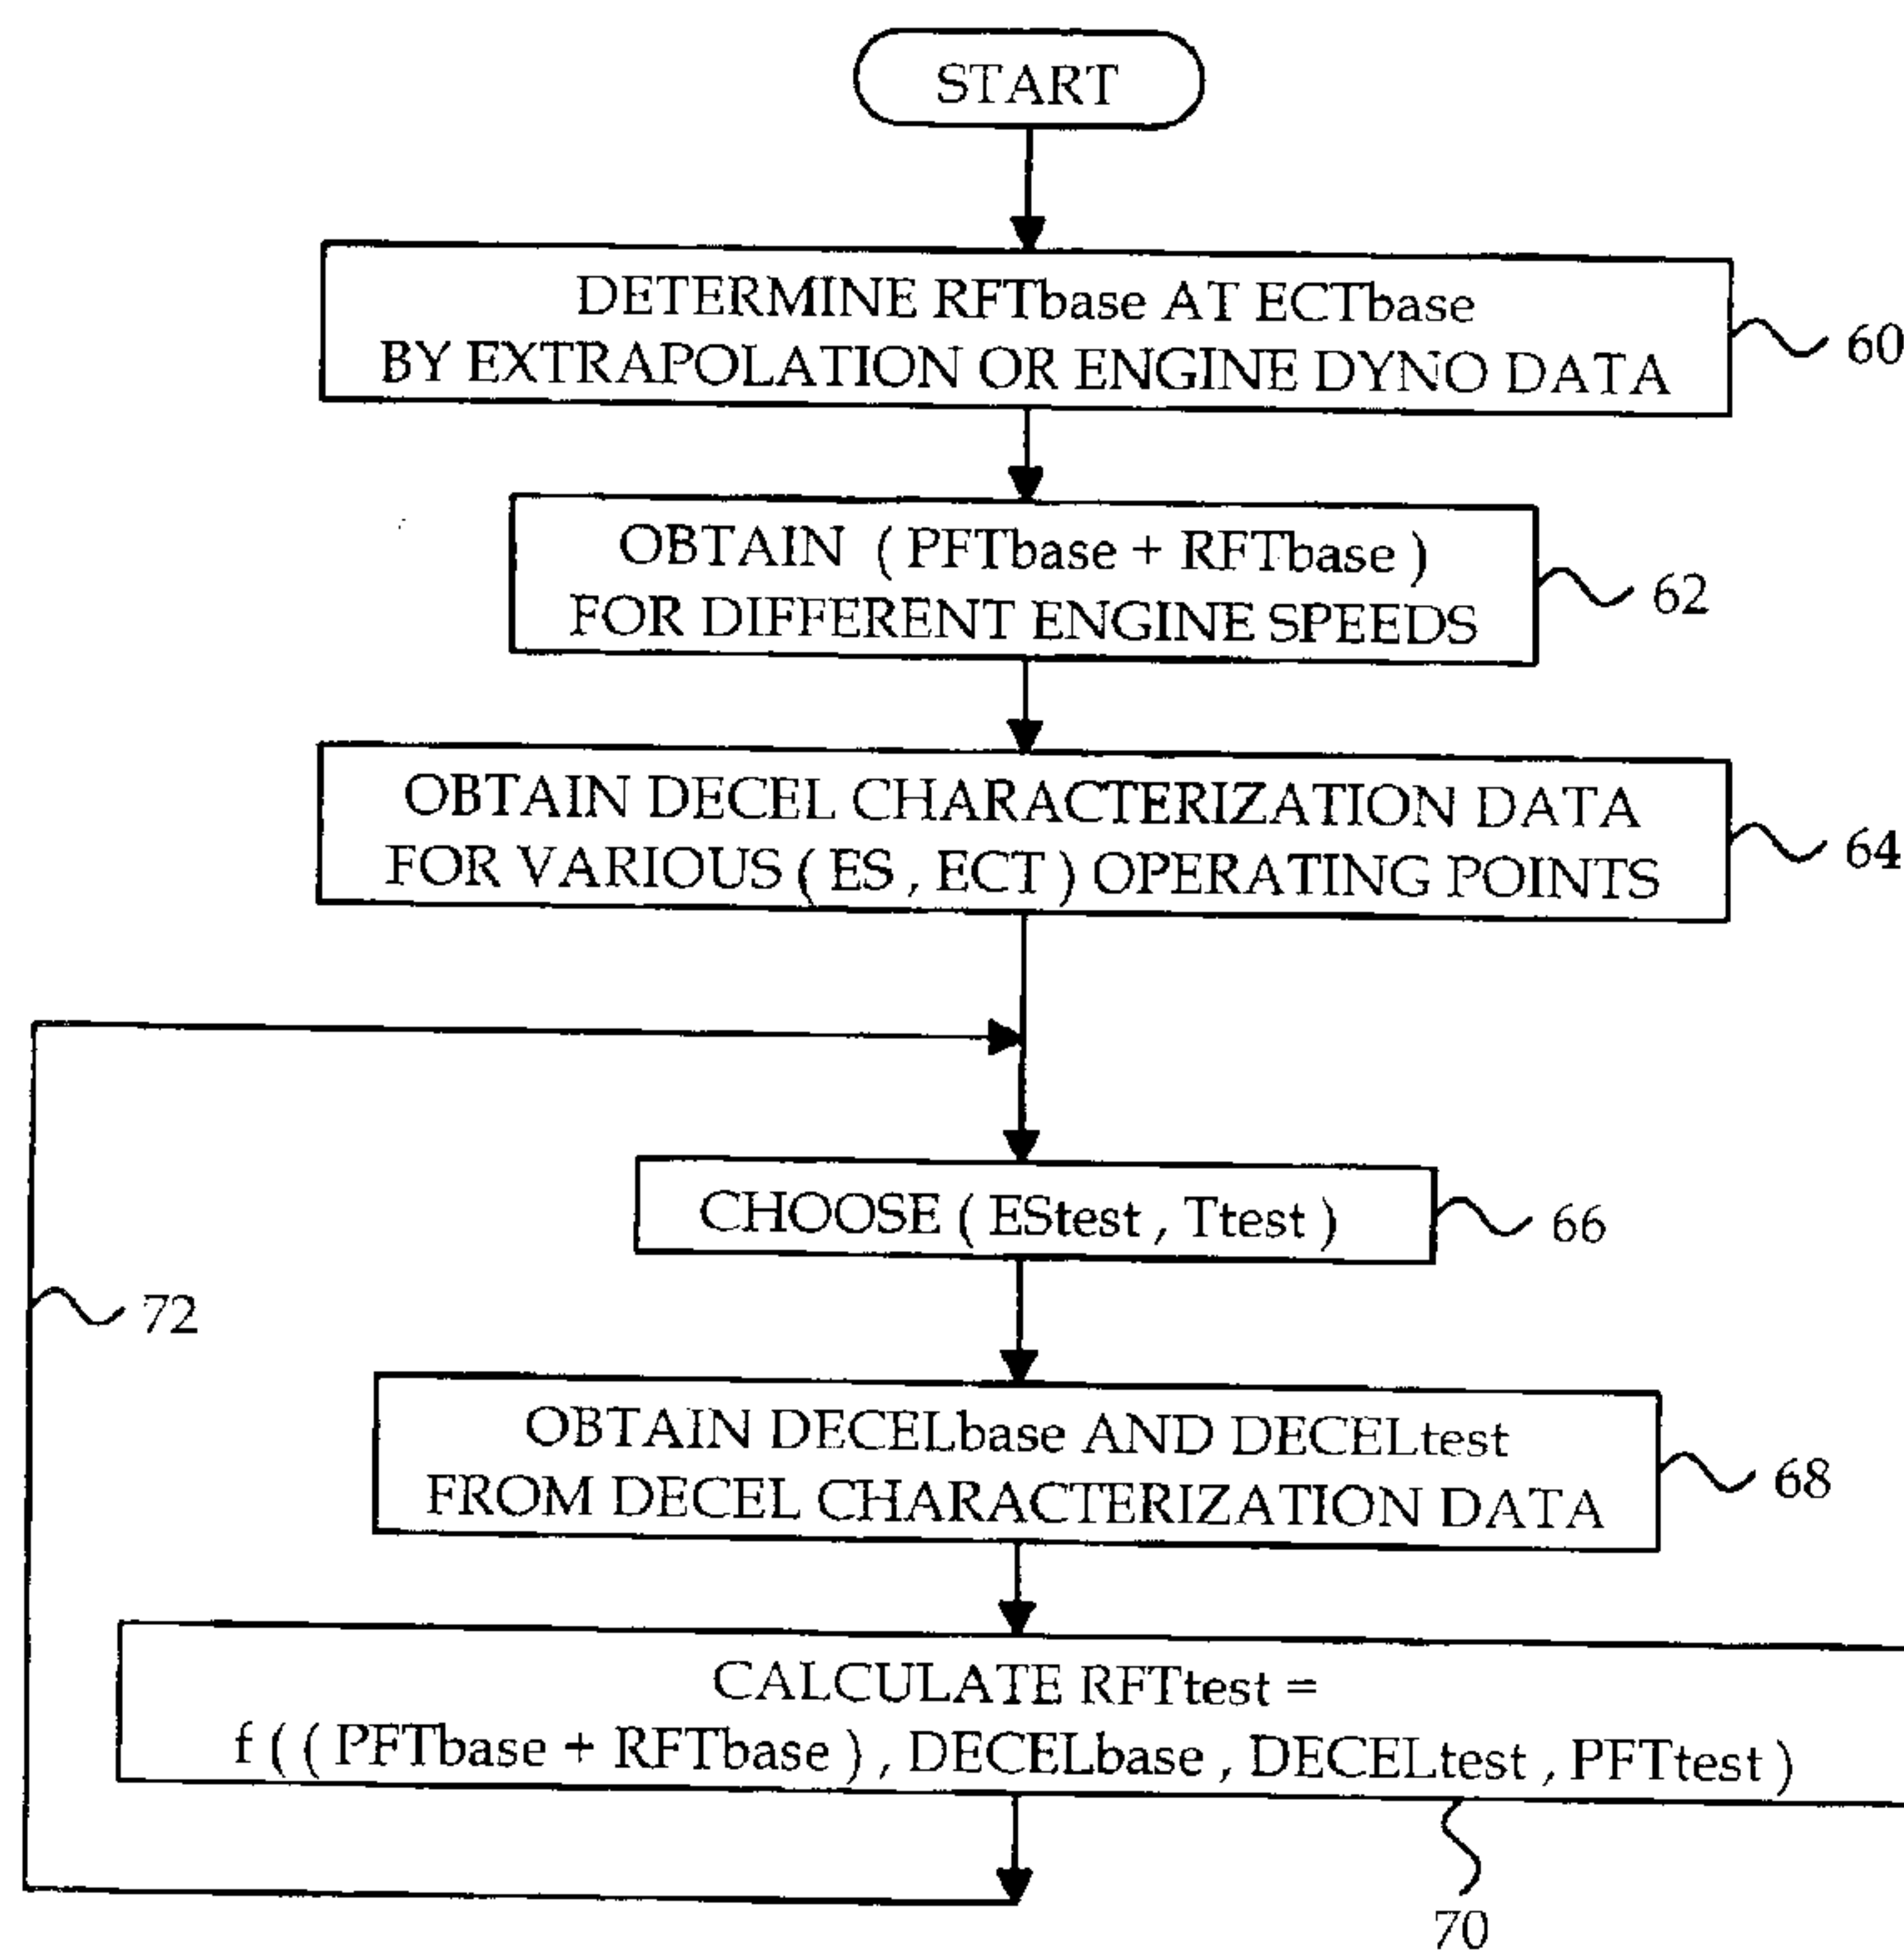 START
DETERMINE RFTbase AT ECTbase
BY EXTRAPOLATION OR ENGINE DYNO DATA
60
OBTAIN ( PFTbase + RFTbase )
FOR DIFFERENT ENGINE SPEEDS
62
OBTAIN DECEL CHARACTERIZATION DATA
FOR VARIOUS ( ES , ECT ) OPERATING POINTS
64
CHOOSE ( EStest , Ttest )
66
72
OBTAIN DECELbase AND DECELtest
FROM DECEL CHARACTERIZATION DATA
68
CALCULATE RFTtest =
f ( ( PFTbase + RFTbase ) , DECELbase , DECELtest , PFTtest )
70